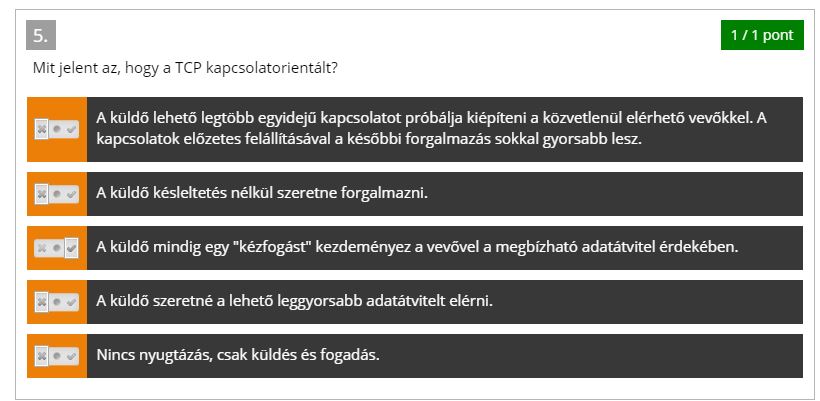 5.
1 / 1 pont
Mit jelent az, hogy a TCP kapcsolatorientált?
A küldő lehető legtöbb egyidejű kapcsolatot próbálja kiépíteni a közvetlenül elérhető vevőkkel. A
kapcsolatok előzetes felállításával a későbbi forgalmazás sokkal gyorsabb lesz.
A küldő késleltetés nélkül szeretne forgalmazni.
A küldő mindig egy "kézfogást" kezdeményez a vevővel a megbízható adatátvitel érdekében.
A küldő szeretné a lehető leggyorsabb adatátvitelt elérni.
Nincs nyugtázás, csak küldés és fogadás.